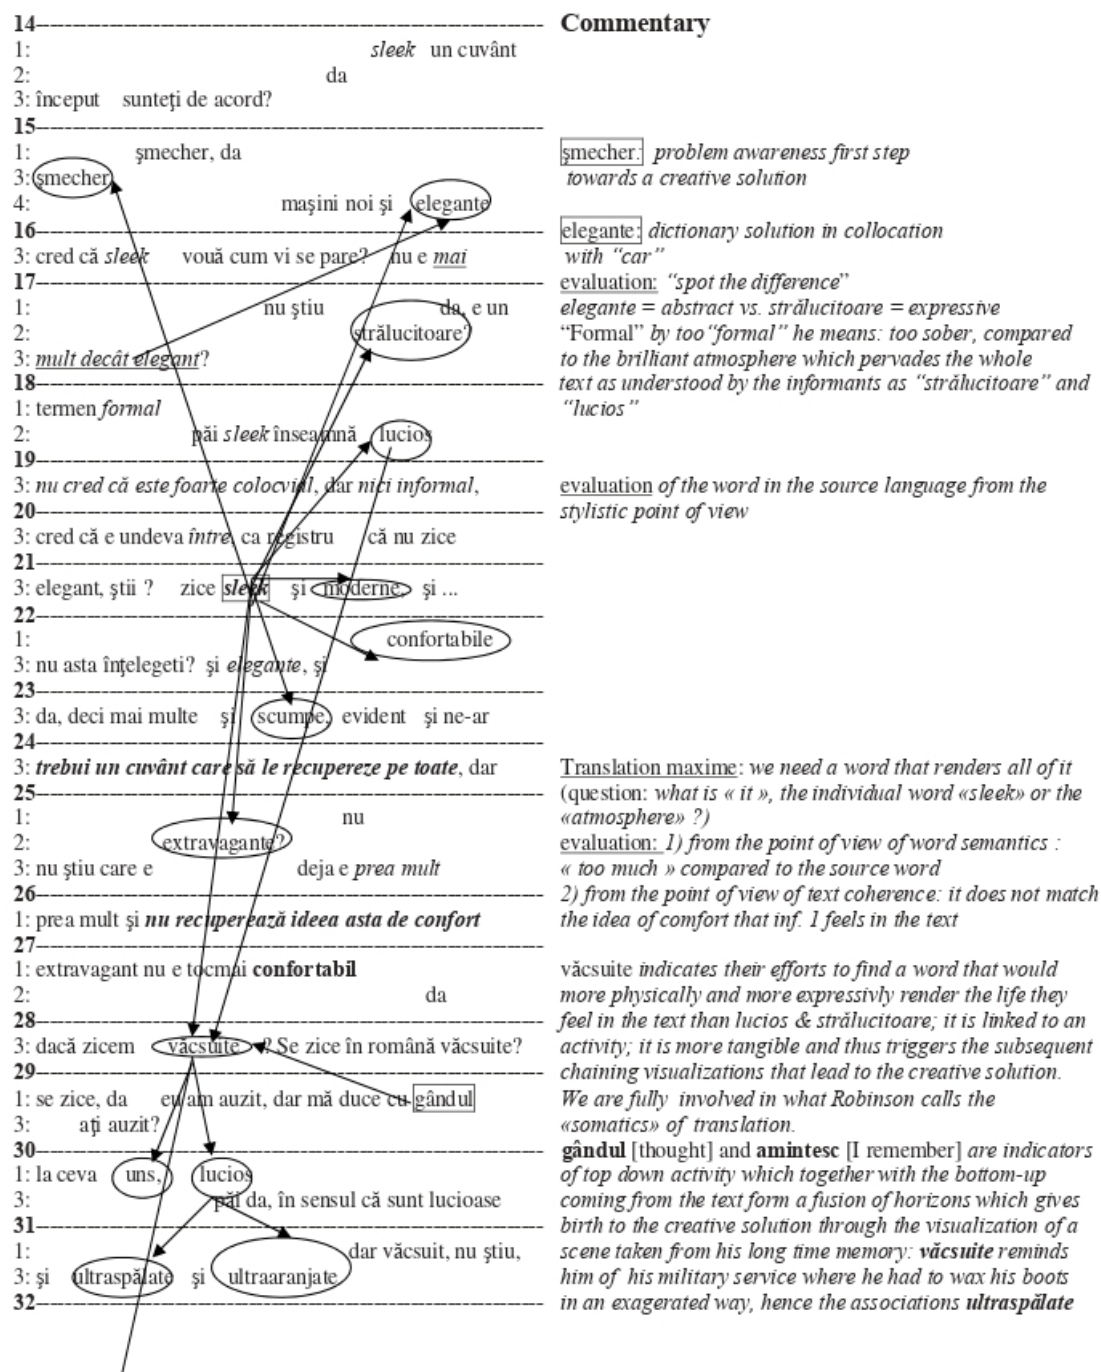 14
1: sleek un cuvânt
2: da
3: început sunteţi de acord?
15
1: şmecher, da
3: şmecher,
4: maşini noi şi elegante
16
3: cred că sleek vouă cum vi se pare? nu e mai
17
1: nu ştiu da, e un
2: strălucitoare?
3: mult decât elegant?
18
1: termen formal
2: păi sleek înseamnă lucios
19
3: nu cred că este foarte colocvial, dar nici informal,
20
3: cred că e undeva între, ca registru că nu zice
21
3: elegant, ştii ? zice sleek şi moderne, şi ...
22
1: confortabile
3: nu asta înţelegeti? şi elegante, şi
23
3: da, deci mai multe şi scumpe, evident şi ne-ar
24
3: trebui un cuvânt care să le recupereze pe toate, dar
25
1: nu
2: extravagante?
3: nu ştiu care e deja e prea mult
26
1: prea mult şi nu recuperează ideea asta de confort
27
1: extravagant nu e tocmai confortabil
2: da
28
3: dacă zicem văcsuite ? Se zice în română văcsuite?
29
1: se zice, da eu am auzit, dar mă duce cu gândul
3: aţi auzit?
30
1: la ceva uns, lucios
3: păi da, în sensul că sunt lucioase
31
1: dar văcsuit, nu ştiu,
3: şi ultraspălate şi ultraaranjate
32
Commentary
şmecher: problem awareness first step
towards a creative solution
elegante: dictionary solution in collocation
with “car”
evaluation: “spot the difference”
elegante = abstract vs. strălucitoare = expressive
“Formal” by too “formal” he means: too sober, compared
to the brilliant atmosphere which pervades the whole
text as understood by the informants as “strălucitoare” and
“lucios”
evaluation of the word in the source language from the
stylistic point of view
Translation maxime: we need a word that renders all of it
(question: what is « it », the individual word «sleek» or the
«atmosphere» ?)
evaluation: 1) from the point of view of word semantics :
« too much » compared to the source word
2) from the point of view of text coherence: it does not match
the idea of comfort that inf. 1 feels in the text
văcsuite indicates their efforts to find a word that would
more physically and more expressivly render the life they
feel in the text than lucios & strălucitoare; it is linked to an
activity; it is more tangible and thus triggers the subsequent
chaining visualizations that lead to the creative solution.
We are fully involved in what Robinson calls the
«somatics» of translation.
gândul [thought] and amintesc [I remember] are indicators
of top down activity which together with the bottom-up
coming from the text form a fusion of horizons which gives
birth to the creative solution through the visualization of a
scene taken from his long time memory: văcsuite reminds
him of his military service where he had to wax his boots
in an exagerated way, hence the associations ultraspălate